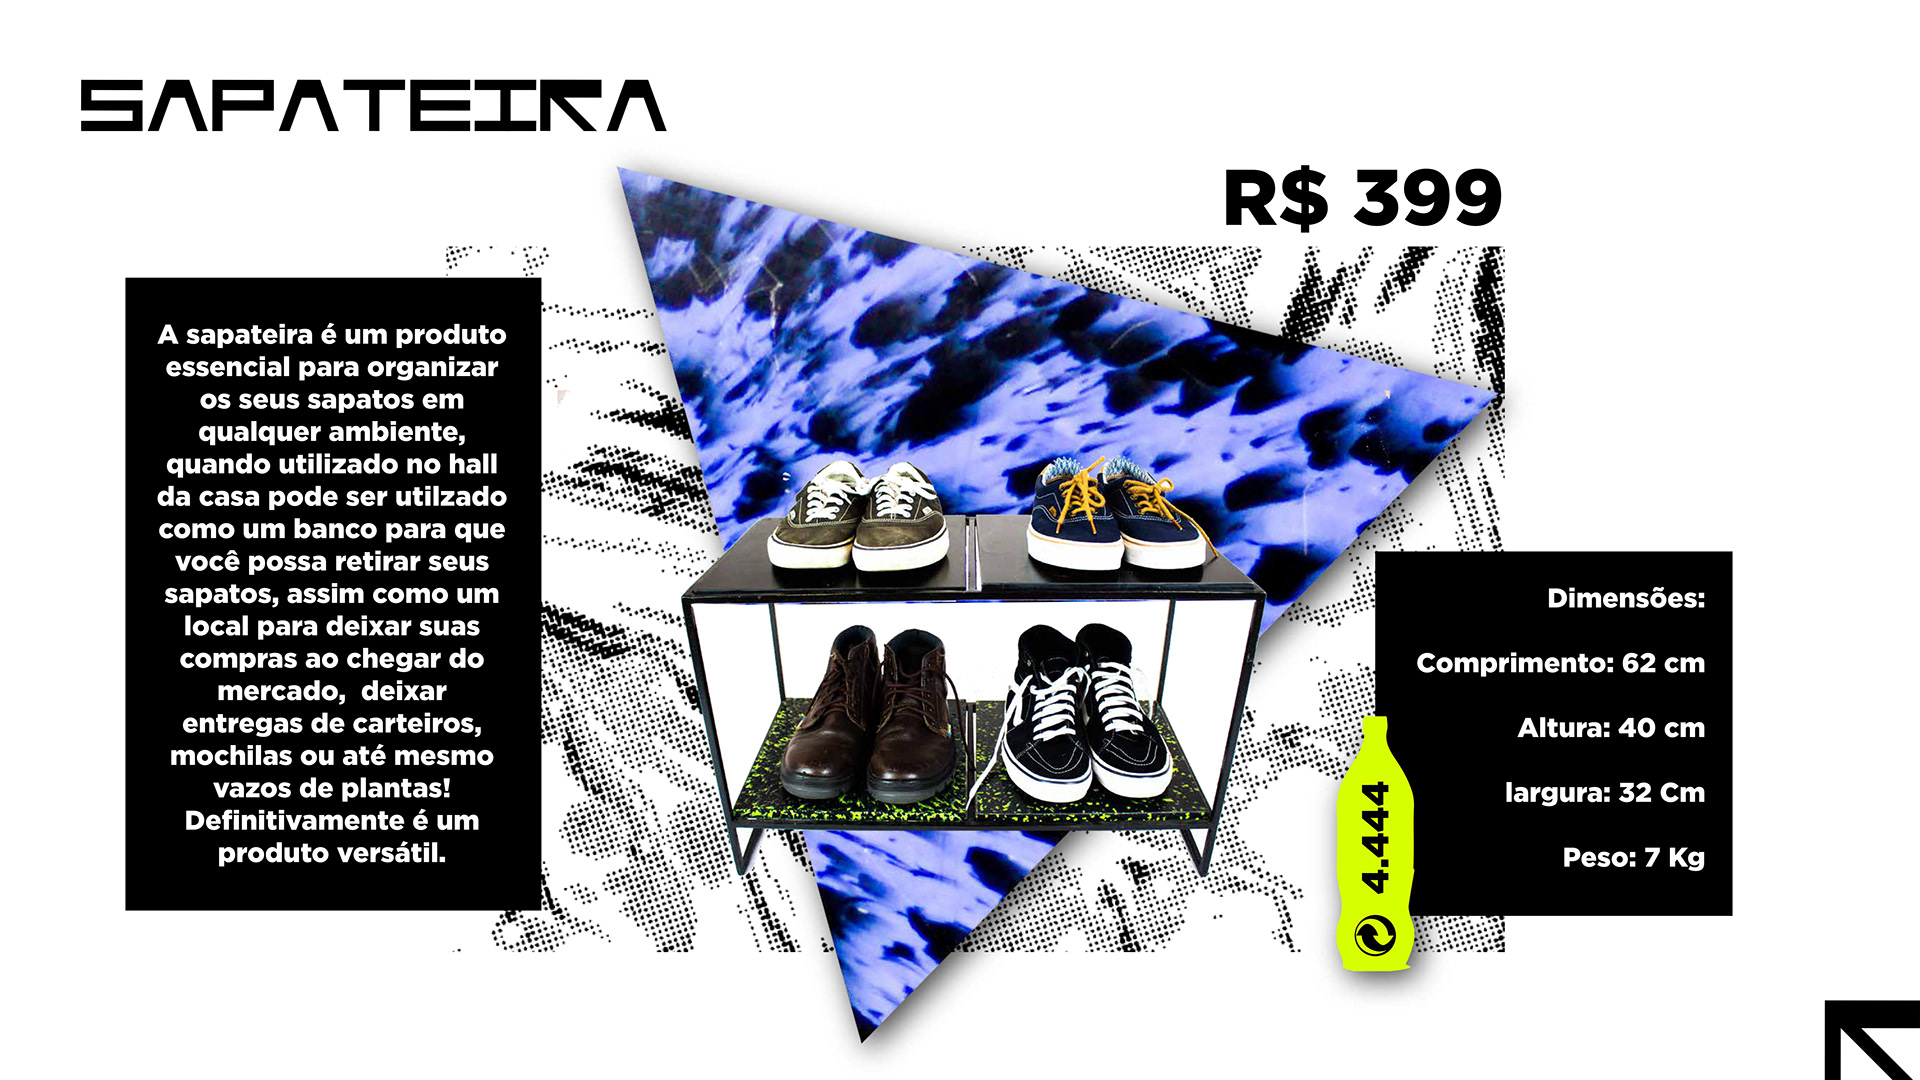 SAPATEIRA
R$ 399
A sapateira é um produto
essencial para organizar
os seus sapatos em
qualquer ambiente,
quando utilizado no hall
da casa pode ser utilzado
como um banco para que
você possa retirar seus
sapatos, assim como um
local para deixar suas
compras ao chegar do
mercado,  deixar
entregas de carteiros,
mochilas ou até mesmo
vazos de plantas!
Definitivamente é um
produto versátil.
Dimensões:
Comprimento: 62 cm
Altura: 40 cm
largura: 32 Cm
Peso: 7 Kg
4.444